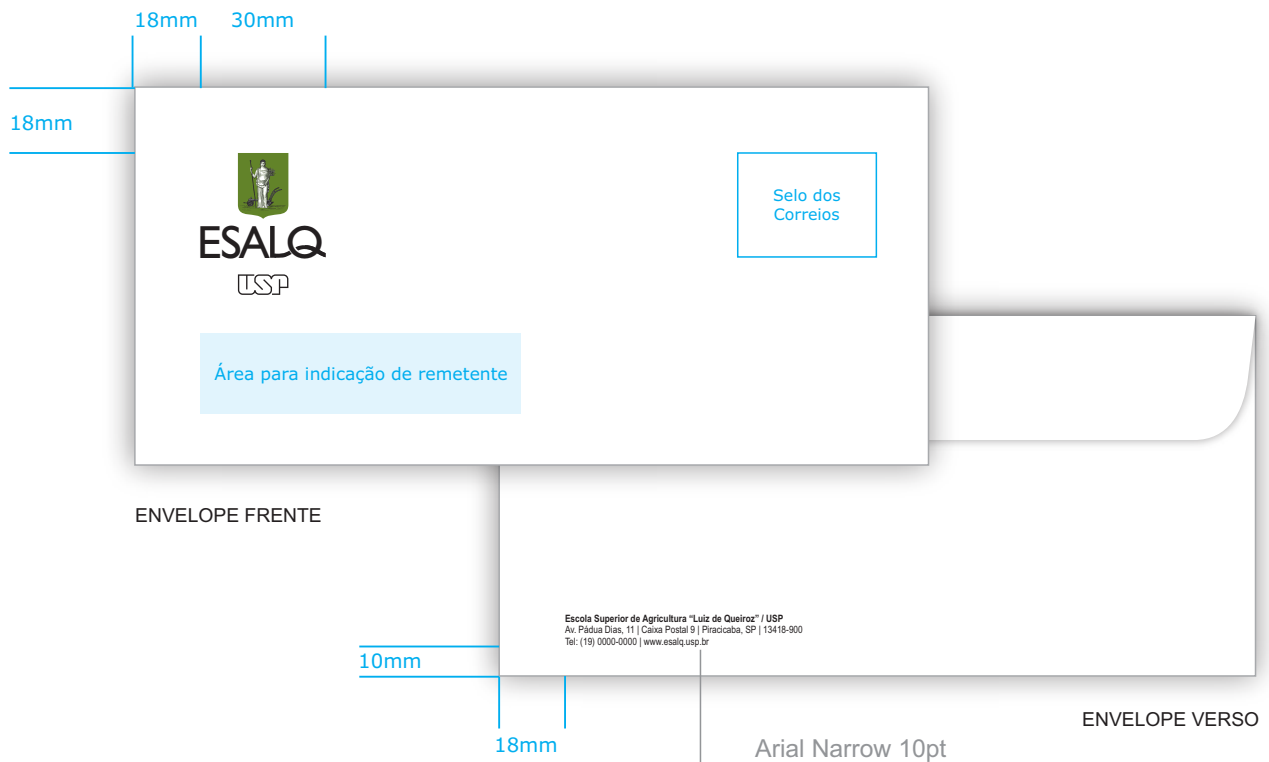 18mm 30mm
18mm
ESALQ
USP
Selo dos
Correios
Área para indicação de remetente
ENVELOPE FRENTE
Escola Superior de Agricultura “Luiz de Queiroz” / USP
Av. Pádua Dias, 11 | Caixa Postal 9 | Piracicaba, SP | 13418-900
Tel: (19) 0000-0000 | www.esalq.usp.br
10mm
18mm
ENVELOPE VERSO
Arial Narrow 10pt